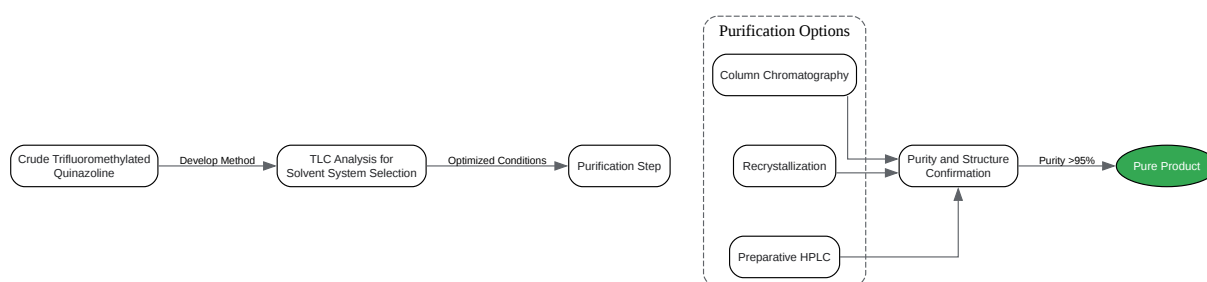 Crude Trifluoromethylated
Quinazoline
Develop Method
TLC Analysis for
Solvent System Selection
Optimized Conditions
Purification Step
Purification Options
Column Chromatography
Recrystallization
Preparative HPLC
Purity and Structure
Confirmation
Purity >95%
Pure Product